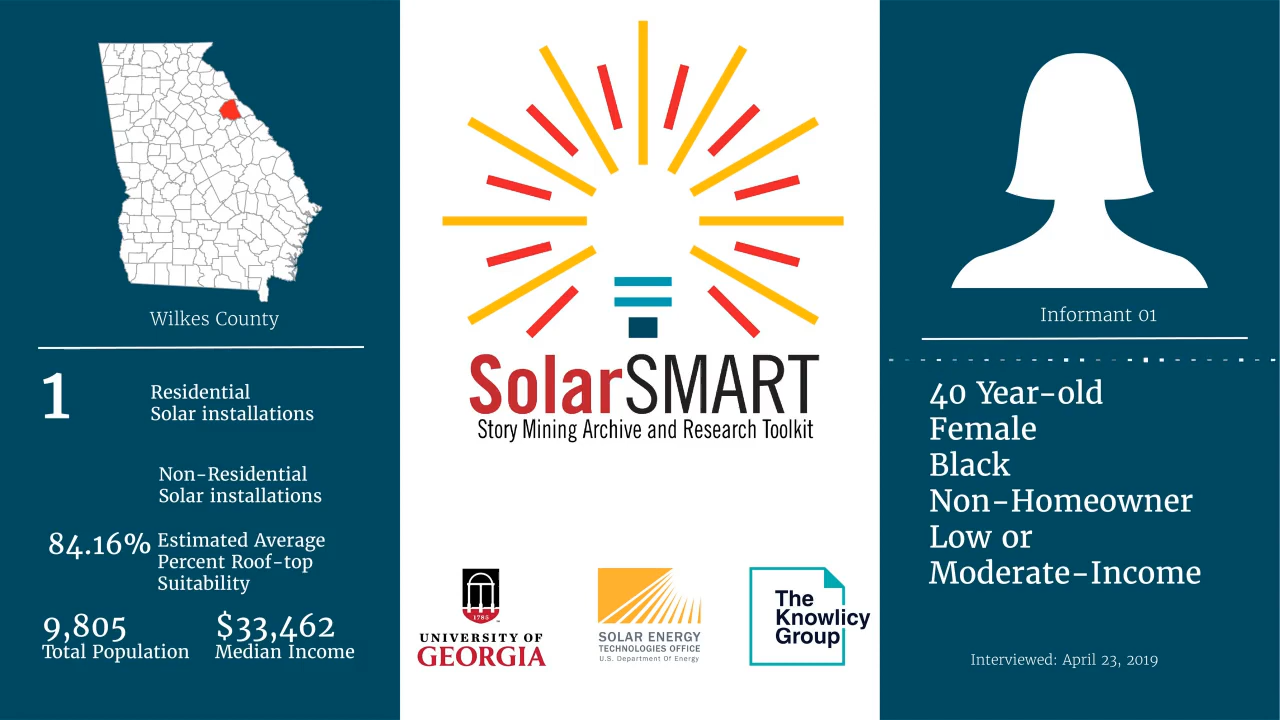 Wilkes County
1
Residential
Solar installations
Non-Residential
Solar installations
84.16%
Estimated Average
Percent Roof-top
Suitability
9,805
Total Population
$33,462
Median Income
SolarSMART
Story Mining Archive and Research Toolkit
1785
UNIVERSITY OF
GEORGIA
SOLAR ENERGY
TECHNOLOGIES OFFICE
U.S. Department Of Energy
The
Knowlicy
Group
Informant 01
40 Year-old
Female
Black
Non-Homeowner
Low or
Moderate-Income
Interviewed: April 23, 2019